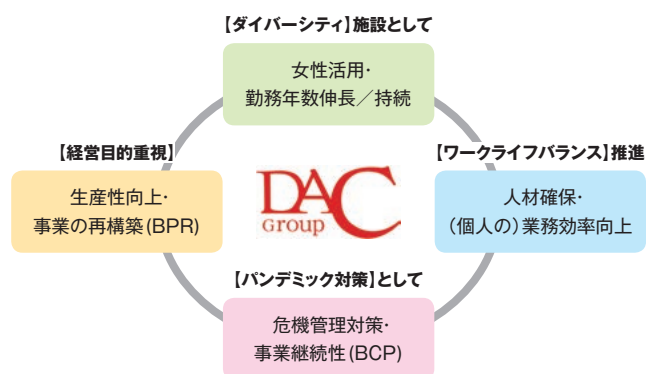 【ダイバーシティ】施設として
女性活用·
勤務年数伸長／持続
【経営目的重視】
生産性向上·
事業の再構築(BPR)
DAC
Group
【ワークライフバランス】推進
人材確保·
(個人の)業務効率向上
【パンデミック対策】として
危機管理対策·
事業継続性(BCP)